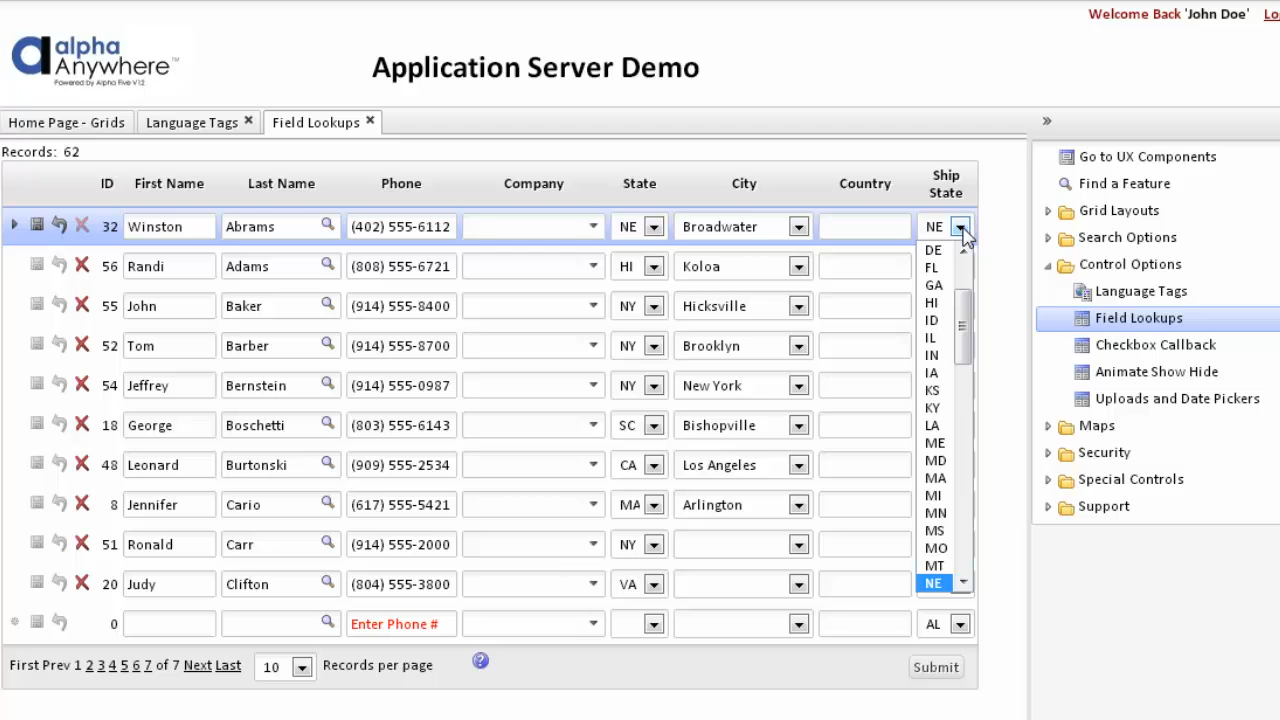 Welcome Back 'John Doe' Lo
alpha
Anywhere™
Powered by Alpha Five V12
Application Server Demo
Home Page - Grids Language Tags Field Lookups
Records: 62
ID First Name Last Name Phone Company State City Country Ship State
32 Winston Abrams (402) 555-6112 NE Broadwater NE
56 Randi Adams (808) 555-6721 HI Koloa
55 John Baker (914) 555-8400 NY Hicksville
52 Tom Barber (914) 555-8700 NY Brooklyn
54 Jeffrey Bernstein (914) 555-0987 NY New York
18 George Boschetti (803) 555-6143 SC Bishopville
48 Leonard Burtonski (909) 555-2534 CA Los Angeles
8 Jennifer Cario (617) 555-5421 MA Arlington
51 Ronald Carr (914) 555-2000 NY
20 Judy Clifton (804) 555-3800 VA
0 Enter Phone # AL
DE
FL
GA
HI
ID
IL
IN
IA
KS
KY
LA
ME
MD
MA
MI
MN
MS
MO
MT
NE
First Prev 1 2 3 4 5 6 7 of 7 Next Last 10 Records per page Submit
Go to UX Components
Find a Feature
Grid Layouts
Search Options
Control Options
Language Tags
Field Lookups
Checkbox Callback
Animate Show Hide
Uploads and Date Pickers
Maps
Security
Special Controls
Support